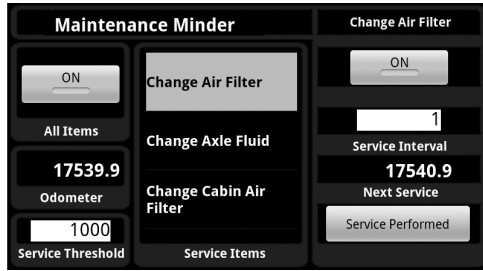 Maintenance Minder
Change Air Filter
ON
All Items
17539.9
Odometer
1000
Service Threshold
Change Air Filter
Change Axle Fluid
Change Cabin Air
Filter
Service Items
ON
1
Service Interval
17540.9
Next Service
Service Performed